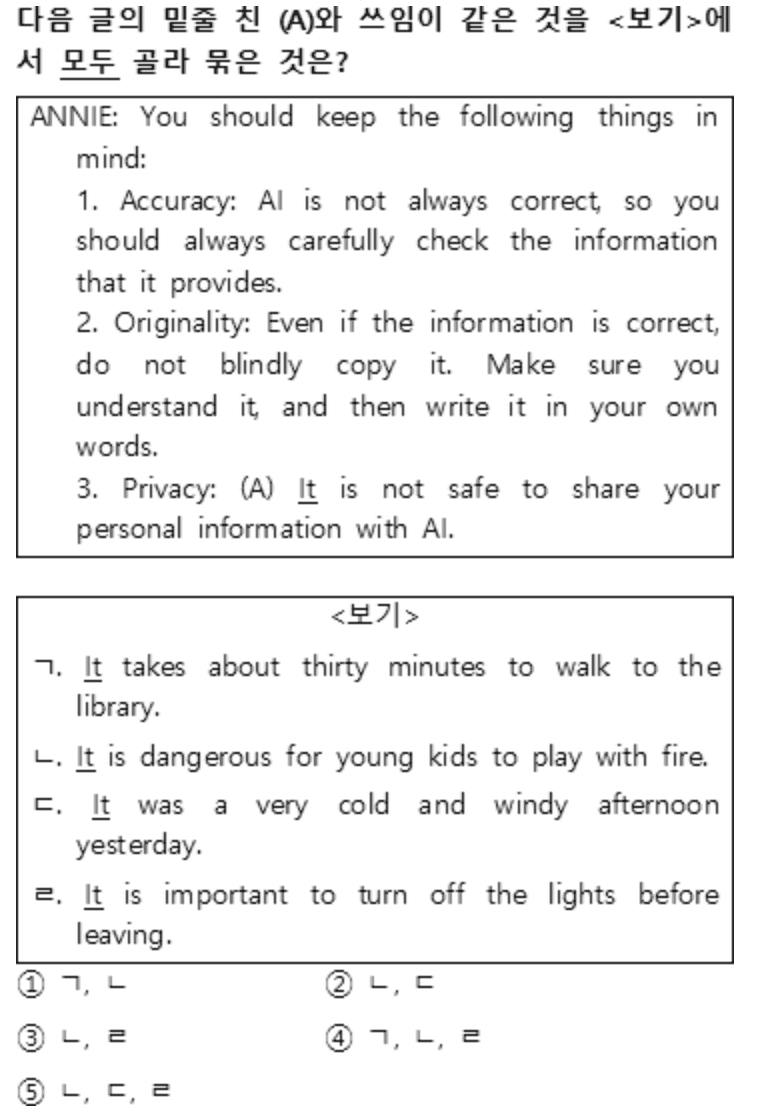 다음 글의 밑줄 친 (A)와 쓰임이 같은 것을 <보기>에
서 모두 골라 묶은 것은?
ANNIE: You should keep the following things in
mind:
1. Accuracy: AI is not always correct, so you
should always carefully check the information
that it provides.
2. Originality: Even if the information is correct,
do not blindly copy it. Make sure you
understand it, and then write it in your own
words.
3. Privacy: (A) It is not safe to share your
personal information with AI.
<보기>
ㄱ. It takes about thirty minutes to walk to the
library.
ㄴ. It is dangerous for young kids to play with fire.
ㄷ. It was a very cold and windy afternoon
yesterday.
ㄹ. It is important to turn off the lights before
leaving.
① ㄱ, ㄴ ② ㄴ, ㄷ
③ ㄴ, ㄹ ④ ㄱ, ㄴ, ㄹ
⑤ ㄴ, ㄷ, ㄹ